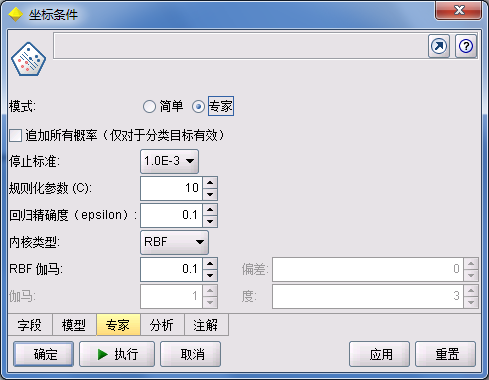 坐标条件
模式: 简单 专家
追加所有概率（仅对于分类目标有效）
停止标准: 1.0E-3
规则化参数 (C): 10
回归精确度（epsilon）: 0.1
内核类型: RBF
RBF 伽马: 0.1 偏差: 0
伽马: 1 度: 3
字段 模型 专家 分析 注解
确定 执行 取消 应用 重置